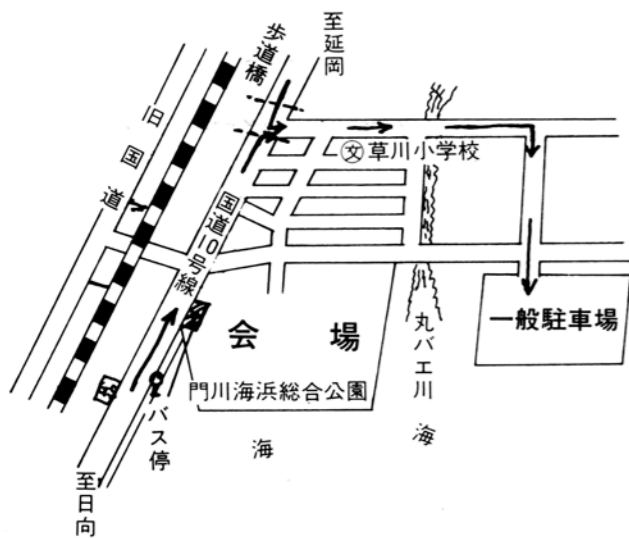 至延岡
歩道橋
旧国道
㊛草川小学校
国道10号線
会場
一般駐車場
丸バエ川
門川海浜総合公園
バス停
海
海
至日向